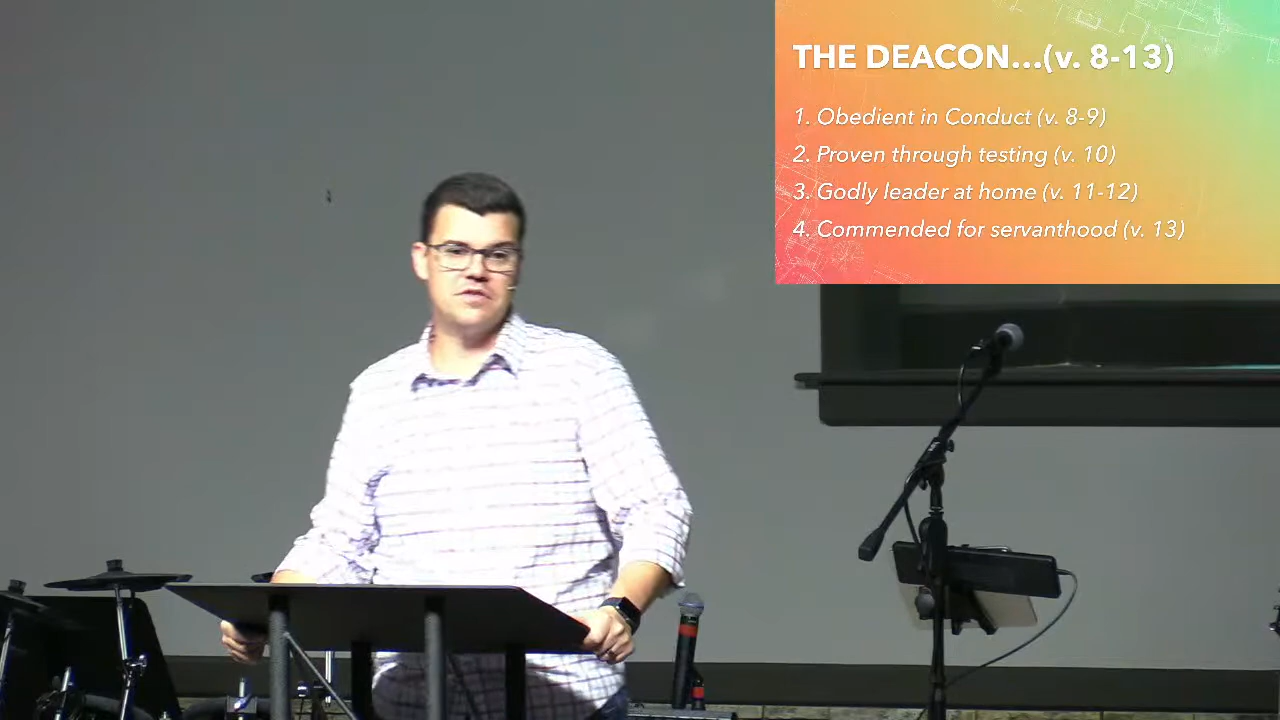 THE DEACON...(v. 8-13)
1. Obedient in Conduct (v. 8-9)
2. Proven through testing (v. 10)
3. Godly leader at home (v. 11-12)
4. Commended for servanthood (v. 13)